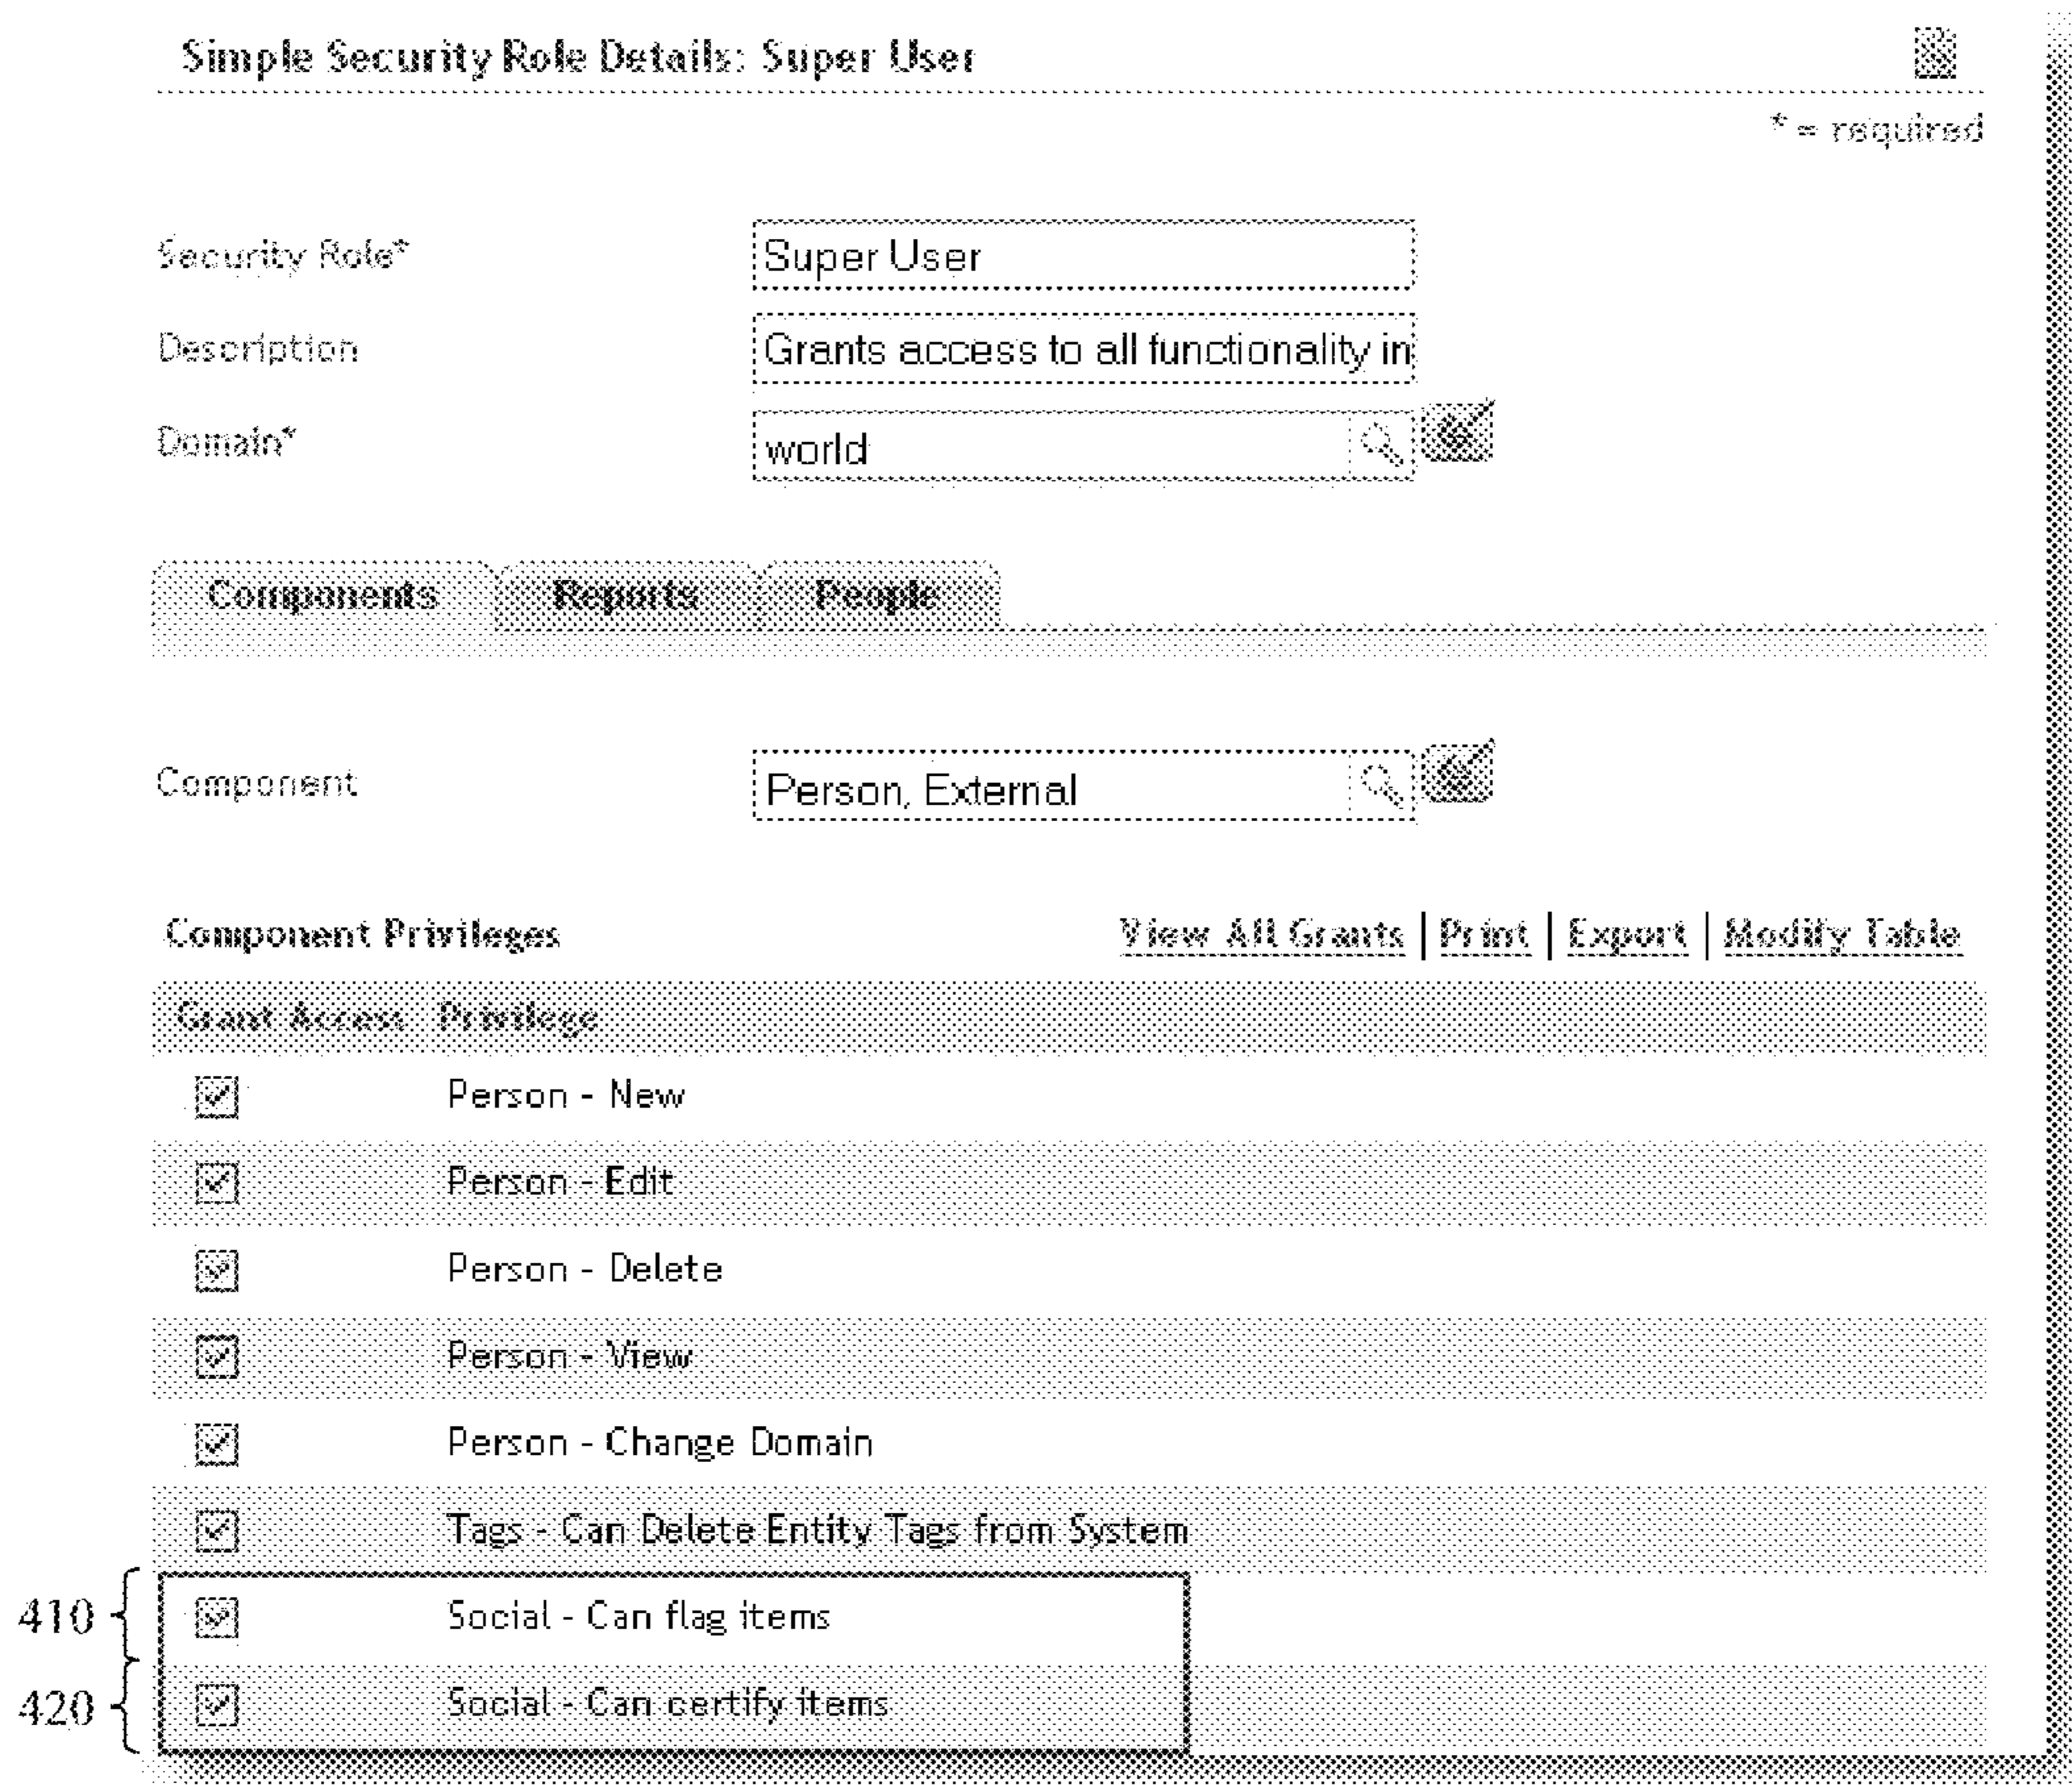 Simple Security Role Details: Super User
* = required
Security Role* Super User
Description Grants access to all functionality in
Domain* world
Components Reports People
Component Person, External
Component Privileges View All Grants | Print | Export | Modify Table
Grant Access Privilege
Person - New
Person - Edit
Person - Delete
Person - View
Person - Change Domain
Tags - Can Delete Entity Tags from System
410 Social - Can flag items
420 Social - Can certify items